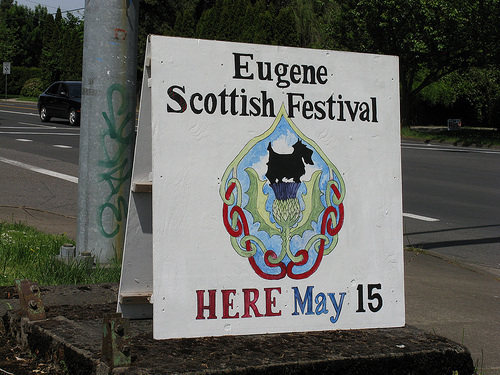 Eugene
Scottish Festival
HERE May 15